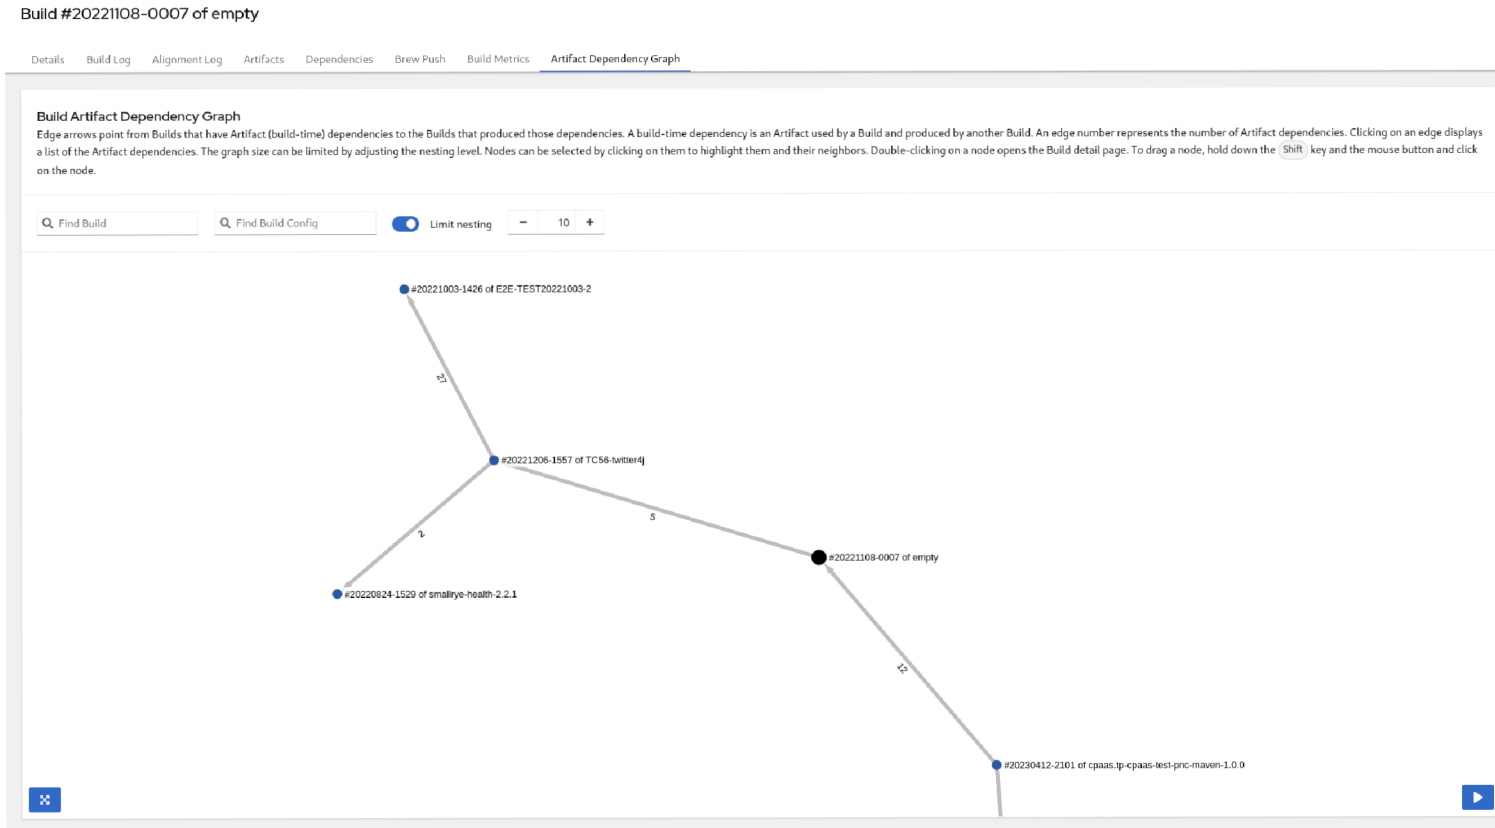 Build #20221108-0007 of empty
Details Build Log Alignment Log Artifacts Dependencies Brew Push Build Metrics Artifact Dependency Graph
Build Artifact Dependency Graph
Edge arrows point from Builds that have Artifact (build-time) dependencies to the Builds that produced those dependencies. A build-time dependency is an Artifact used by a Build and produced by another Build. An edge number represents the number of Artifact dependencies. Clicking on an edge displays
a list of the Artifact dependencies. The graph size can be limited by adjusting the nesting level. Nodes can be selected by clicking on them to highlight them and their neighbors. Double-clicking on a node opens the Build detail page. To drag a node, hold down the Shift key and the mouse button and click
on the node.
Find Build Find Build Config Limit nesting − 10 +
#20221003-1426 of E2E-TEST20221003-2
27
#20221206-1557 of TC56-twitter4j
5
2
#20221108-0007 of empty
#20220824-1529 of smallrye-health-2.2.1
12
#20230412-2101 of cpaas.tp-cpaas-test-pnc-maven-1.0.0